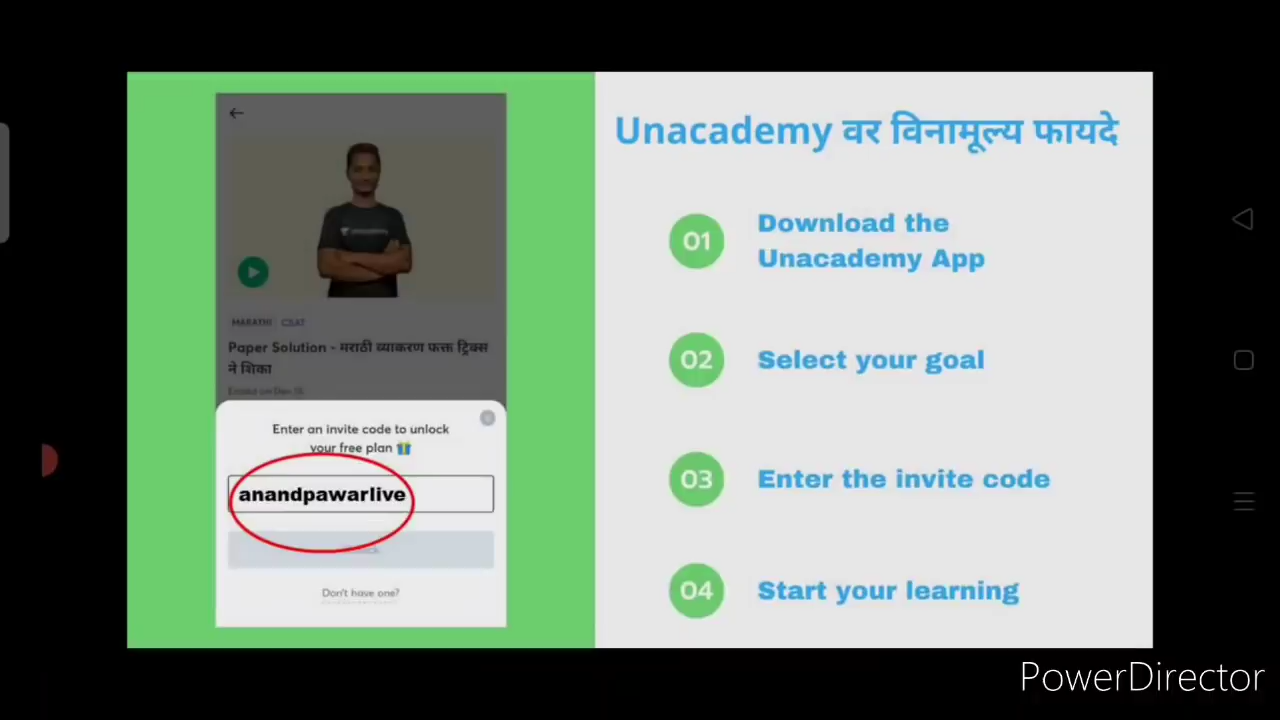 MARATHI CSAT
Paper Solution - मराठी व्याकरण फक्त ट्रिक्स
ने शिका
Enter an invite code to unlock
your free plan
anandpawarlive
Don't have one?
Unacademy वर विनामूल्य फायदे
01 Download the
Unacademy App
02 Select your goal
03 Enter the invite code
04 Start your learning
PowerDirector